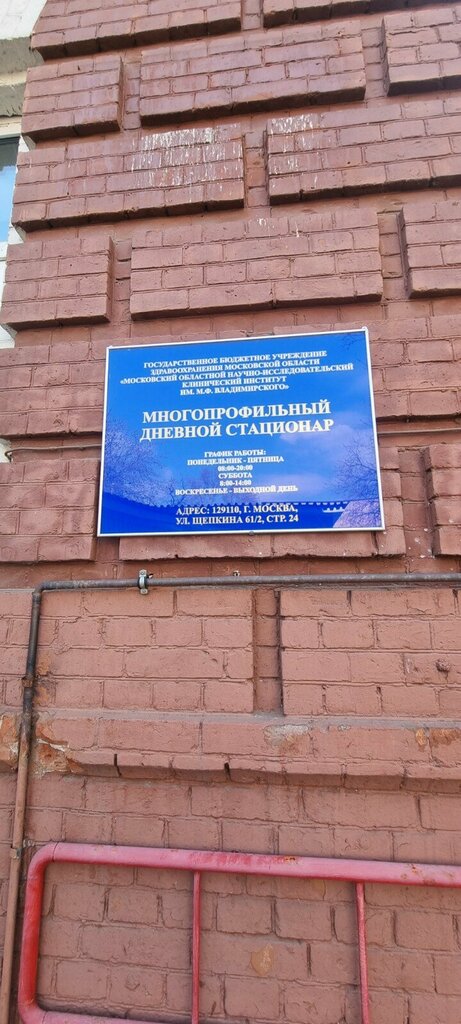 ГОСУДАРСТВЕННОЕ БЮДЖЕТНОЕ УЧРЕЖДЕНИЕ
ЗДРАВООХРАНЕНИЯ МОСКОВСКОЙ ОБЛАСТИ
«МОСКОВСКИЙ ОБЛАСТНОЙ НАУЧНО-ИССЛЕДОВАТЕЛЬСКИЙ
КЛИНИЧЕСКИЙ ИНСТИТУТ
ИМ. М.Ф. ВЛАДИМИРСКОГО»
МНОГОПРОФИЛЬНЫЙ
ДНЕВНОЙ СТАЦИОНАР
ГРАФИК РАБОТЫ:
ПОНЕДЕЛЬНИК - ПЯТНИЦА
08:00-20:00
СУББОТА
8:00-14:00
ВОСКРЕСЕНЬЕ - ВЫХОДНОЙ ДЕНЬ
АДРЕС: 129110, Г. МОСКВА,
УЛ. ЩЕПКИНА 61/2, СТР. 24